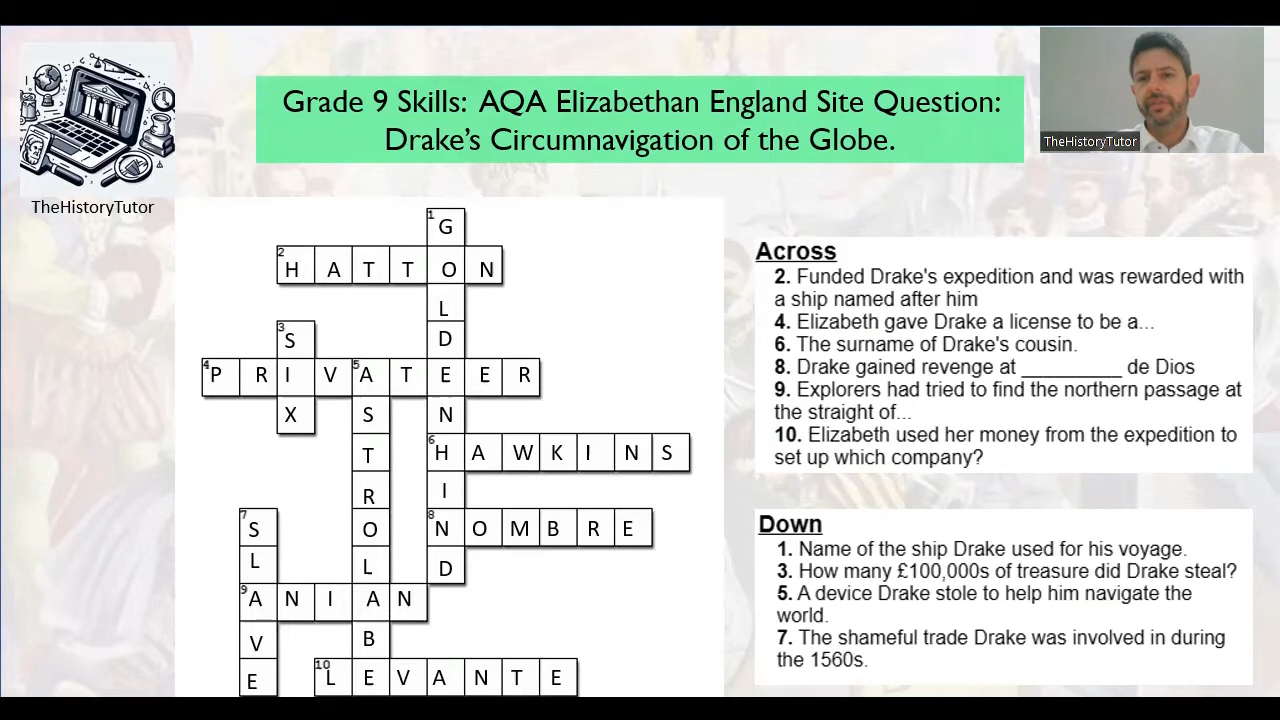 Grade 9 Skills: AQA Elizabethan England Site Question:
Drake's Circumnavigation of the Globe.
TheHistoryTutor
TheHistoryTutor
1 G
2 H A T T O N
L
3 S D
4 P R I V 5 A T E E R
X S N
T 6 H A W K I N S
R I
7 S O 8 N O M B R E
L L D
9 A N I A N
V B
E 10 L E V A N T E
Across
2. Funded Drake's expedition and was rewarded with
a ship named after him
4. Elizabeth gave Drake a license to be a...
6. The surname of Drake's cousin.
8. Drake gained revenge at _________ de Dios
9. Explorers had tried to find the northern passage at
the straight of...
10. Elizabeth used her money from the expedition to
set up which company?
Down
1. Name of the ship Drake used for his voyage.
3. How many £100,000s of treasure did Drake steal?
5. A device Drake stole to help him navigate the
world.
7. The shameful trade Drake was involved in during
the 1560s.